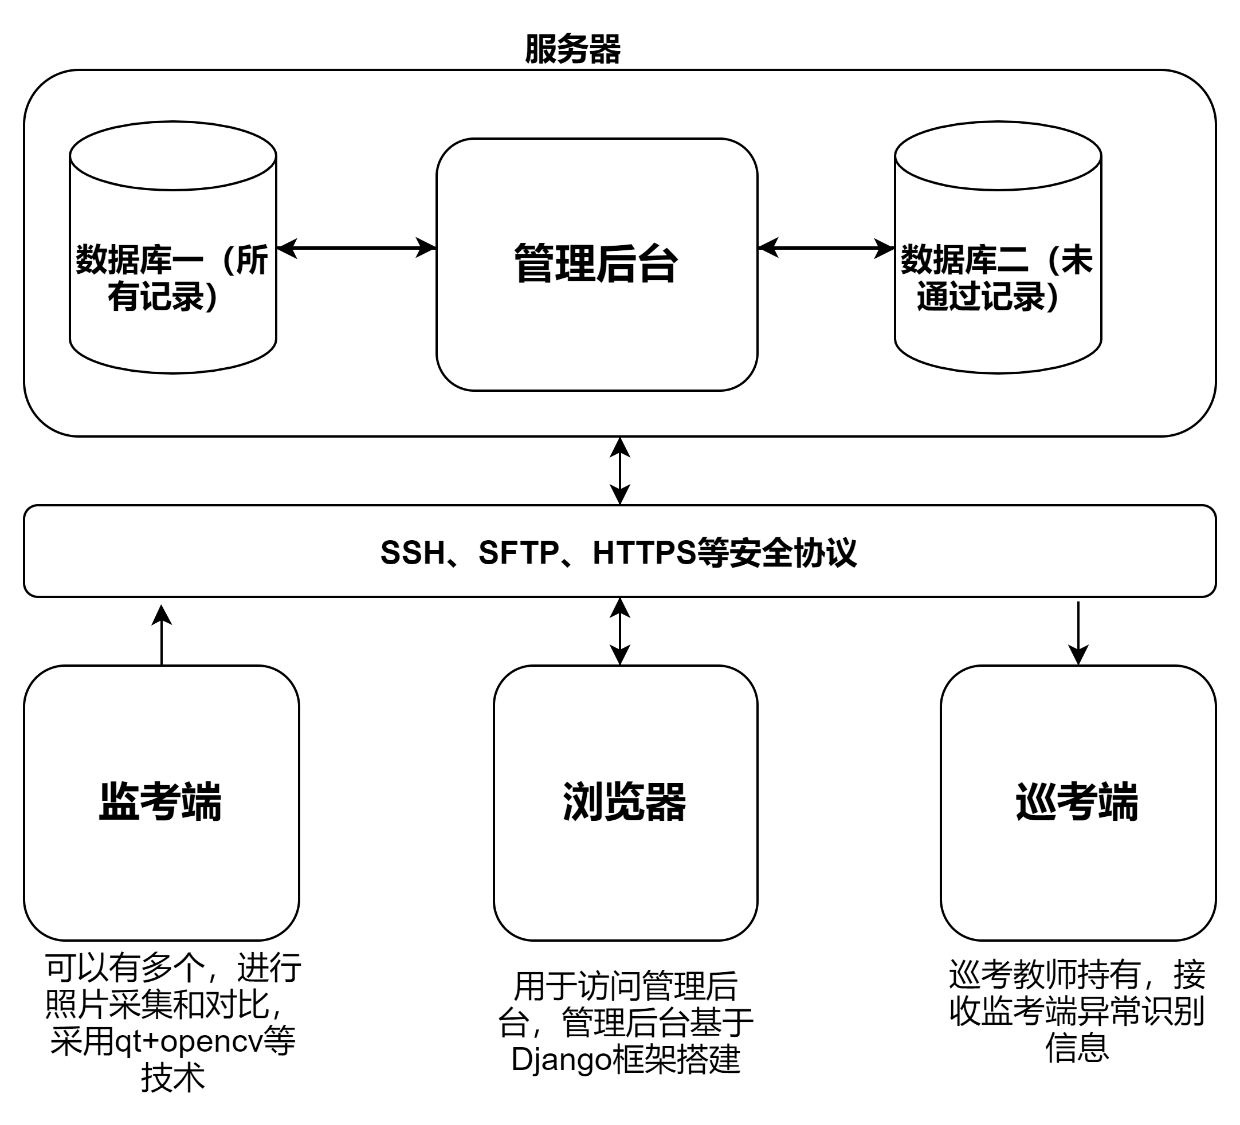 服务器
数据库一（所
有记录）
管理后台
数据库二（未
通过记录）
SSH、SFTP、HTTPS等安全协议
监考端
浏览器
巡考端
可以有多个，进行
照片采集和对比，
采用qt+opencv等
技术
用于访问管理后
台，管理后台基于
Django框架搭建
巡考教师持有，接
收监考端异常识别
信息